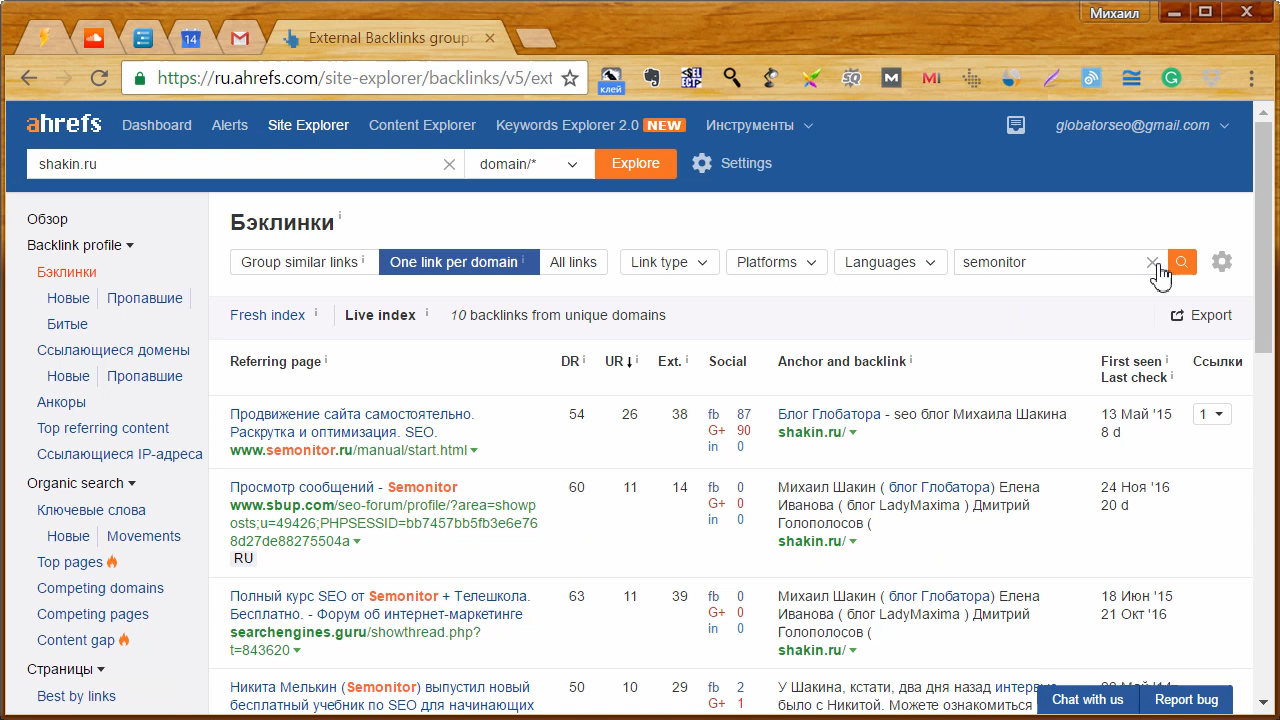 Михаил
14
External Backlinks group
https://ru.ahrefs.com/site-explorer/backlinks/v5/ext
клей
ahrefs Dashboard Alerts Site Explorer Content Explorer Keywords Explorer 2.0 NEW Инструменты globatorseo@gmail.com
shakin.ru domain/* Explore Settings
Обзор
Backlink profile
Бэклинки
Новые Пропавшие
Битые
Ссылающиеся домены
Новые Пропавшие
Анкоры
Top referring content
Ссылающиеся IP-адреса
Organic search
Ключевые слова
Новые Movements
Top pages
Competing domains
Competing pages
Content gap
Страницы
Best by links
Бэклинки
Group similar links One link per domain All links Link type Platforms Languages semonitor
Fresh index Live index 10 backlinks from unique domains Export
Referring page DR UR Ext. Social Anchor and backlink First seen Ссылки
Last check
Продвижение сайта самостоятельно. 54 26 38 fb 87 Блог Глобатора - seo блог Михаила Шакина 13 Май '15 1
Раскрутка и оптимизация. SEO. G+ 90 shakin.ru/ 8 d
www.semonitor.ru/manual/start.html in 0
Просмотр сообщений - Semonitor 60 11 14 fb 0 Михаил Шакин ( блог Глобатора) Елена 24 Ноя '16
www.sbup.com/seo-forum/profile/?area=showp G+ 0 Иванова ( блог LadyMaxima ) Дмитрий 20 d
osts;u=49426;PHPSESSID=bb7457bb5fb3e6e76 in 0 Голополосов (
8d27de88275504a shakin.ru/
RU
Полный курс SEO от Semonitor + Телешкола. 63 11 39 fb 0 Михаил Шакин ( блог Глобатора) Елена 18 Июн '15
Бесплатно. - Форум об интернет-маркетинге G+ 0 Иванова ( блог LadyMaxima ) Дмитрий 21 Окт '16
searchengines.guru/showthread.php? in 0 Голополосов (
t=843620 shakin.ru/
Никита Мелькин (Semonitor) выпустил новый 50 10 29 fb 2 У Шакина, кстати, два дня назад
бесплатный учебник по SEO для начинающих G+ 1 было с Никитой. Можете ознакомиться
Chat with us Report bug